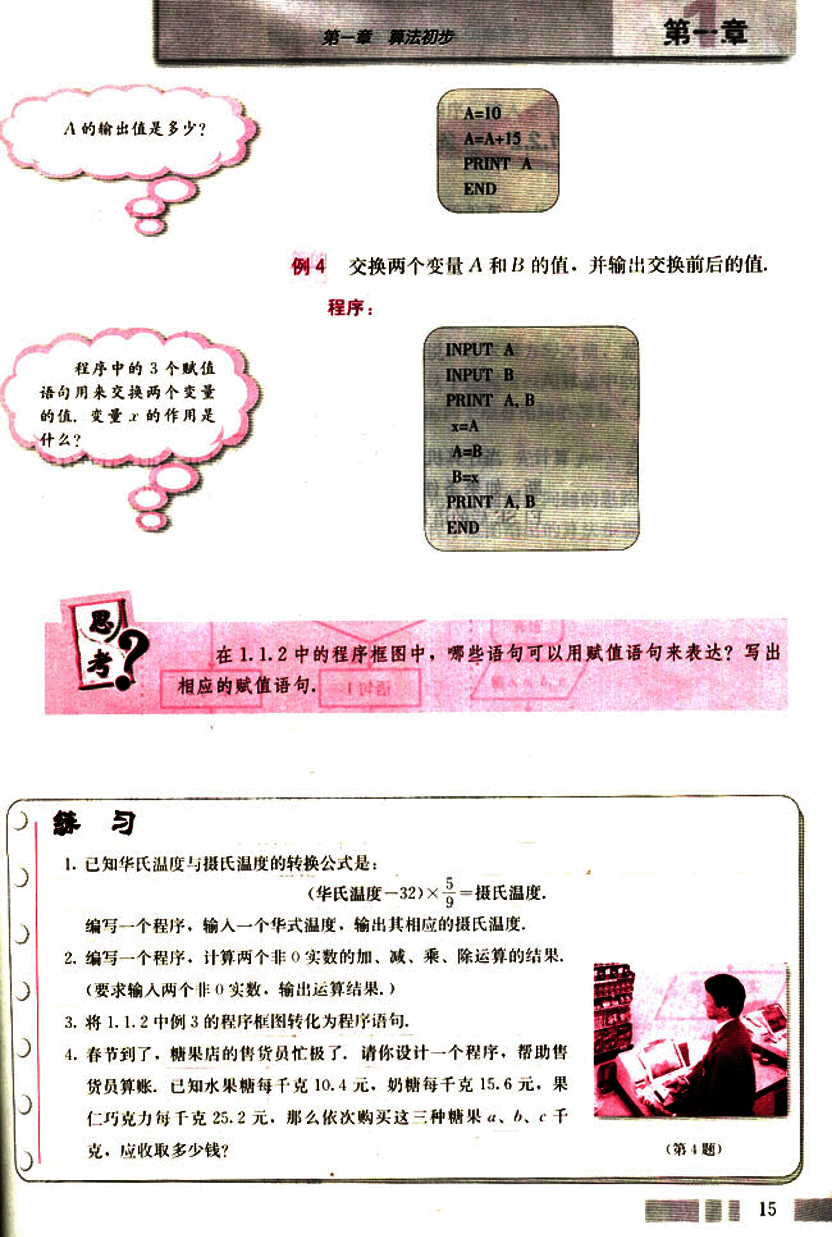 第一章 算法初步
第一章
A 的输出值是多少?
A=10
A=A+15
PRINT A
END
例 4 交换两个变量 A 和 B 的值,并输出交换前后的值.
程序:
程序中的 3 个赋值
语句用来交换两个变量
的值. 变量 x 的作用是
什么?
INPUT A
INPUT B
PRINT A, B
x=A
A=B
B=x
PRINT A, B
END
思考?
在 1.1.2 中的程序框图中,哪些语句可以用赋值语句来表达? 写出
相应的赋值语句.
练 习
1. 已知华氏温度与摄氏温度的转换公式是:
(华氏温度-32)×5/9=摄氏温度.
编写一个程序,输入一个华式温度,输出其相应的摄氏温度.
2. 编写一个程序,计算两个非 0 实数的加、减、乘、除运算的结果.
(要求输入两个非 0 实数,输出运算结果.)
3. 将 1.1.2 中例 3 的程序框图转化为程序语句.
4. 春节到了,糖果店的售货员忙极了. 请你设计一个程序,帮助售
货员算账. 已知水果糖每千克 10.4 元,奶糖每千克 15.6 元,果
仁巧克力每千克 25.2 元,那么依次购买这三种糖果 a、b、c 千
克,应收取多少钱?
(第 4 题)
15